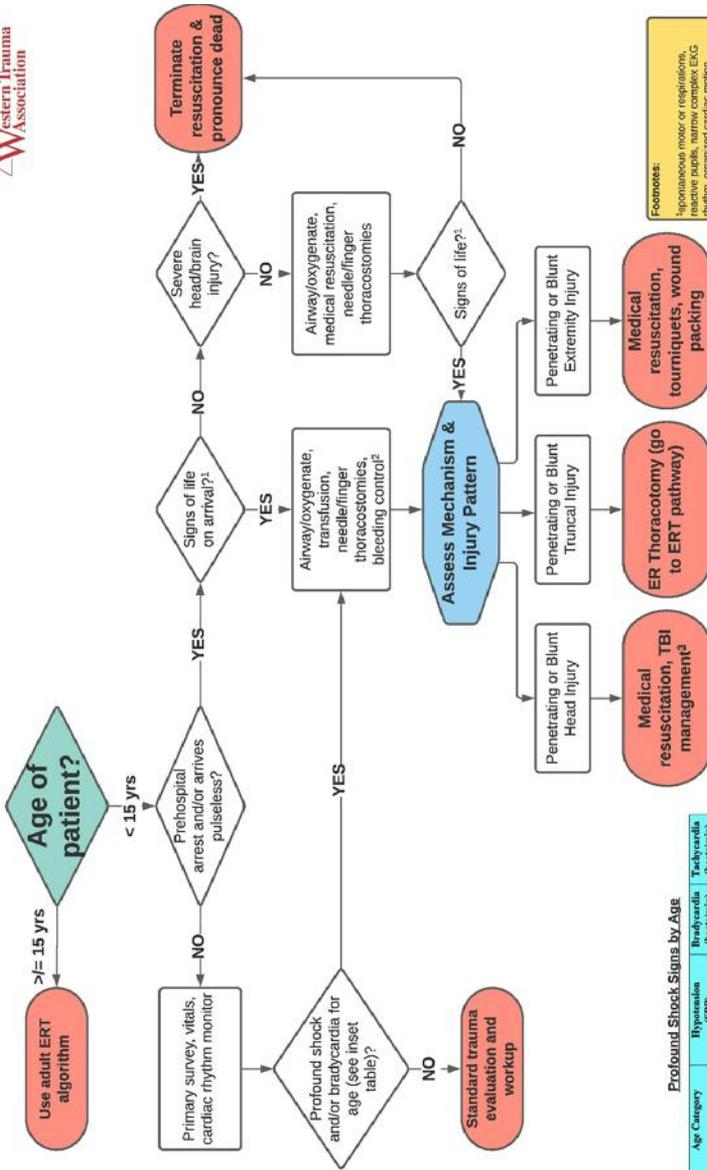 Western Trauma
Association
Age of
patient?
>/= 15 yrs
< 15 yrs
Use adult ERT
algorithm
Prehospital
arrest and/or arrives
pulseless?
NO
YES
Signs of life
on arrival?¹
NO
YES
Severe
head/brain
injury?
YES
NO
Terminate
resuscitation &
pronounce dead
Primary survey, vitals,
cardiac rhythm monitor
Airway/oxygenate,
transfusion,
needle/finger
thoracostomies,
bleeding control²
Airway/oxygenate,
medical resuscitation,
needle/finger
thoracostomies
Profound shock
and/or bradycardia for
age (see inset
table)?
YES
NO
Standard trauma
evaluation and
workup
Assess Mechanism &
Injury Pattern
YES
Signs of life?¹
NO
Penetrating or Blunt
Head Injury
Penetrating or Blunt
Truncal Injury
Penetrating or Blunt
Extremity Injury
Medical
resuscitation, TBI
management³
ER Thoracotomy (go
to ERT pathway)
Medical
resuscitation,
tourniquets, wound
packing
Profound Shock Signs by Age
Age Category
Hypotension
Bradycardia
Tachycardia
Footnotes:
¹spontaneous motor or respirations,
reactive pupils, narrow complex EKG
rhythm, organized cardiac motion